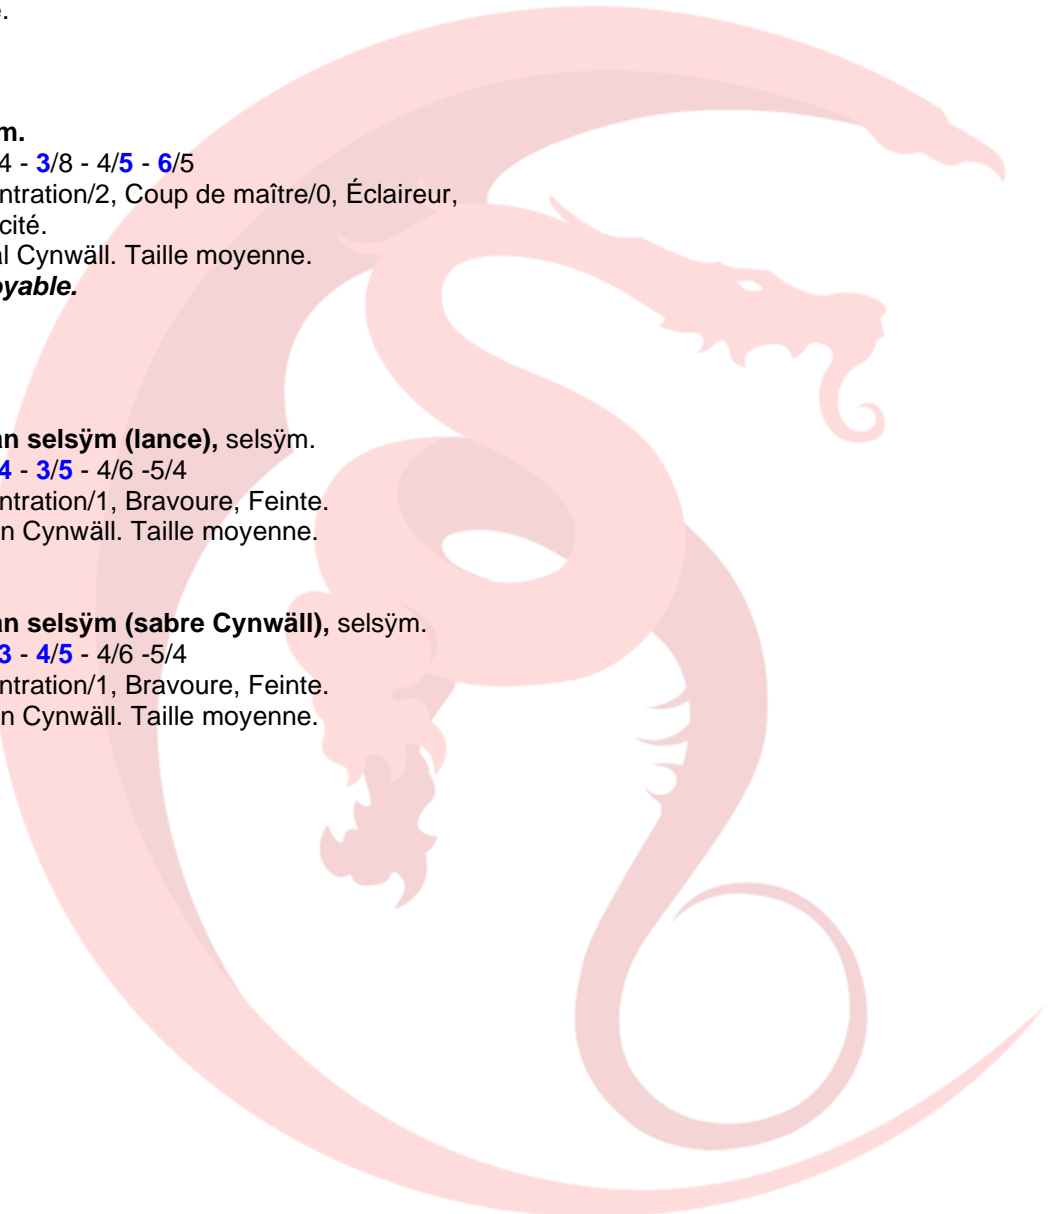 e.
m.
4 - 3/8 - 4/5 - 6/5
ntration/2, Coup de maître/0, Éclaireur,
cité.
al Cynwäll. Taille moyenne.
oyable.
an selsÿm (lance), selsÿm.
4 - 3/5 - 4/6 -5/4
ntration/1, Bravoure, Feinte.
n Cynwäll. Taille moyenne.
an selsÿm (sabre Cynwäll), selsÿm.
3 - 4/5 - 4/6 -5/4
ntration/1, Bravoure, Feinte.
n Cynwäll. Taille moyenne.